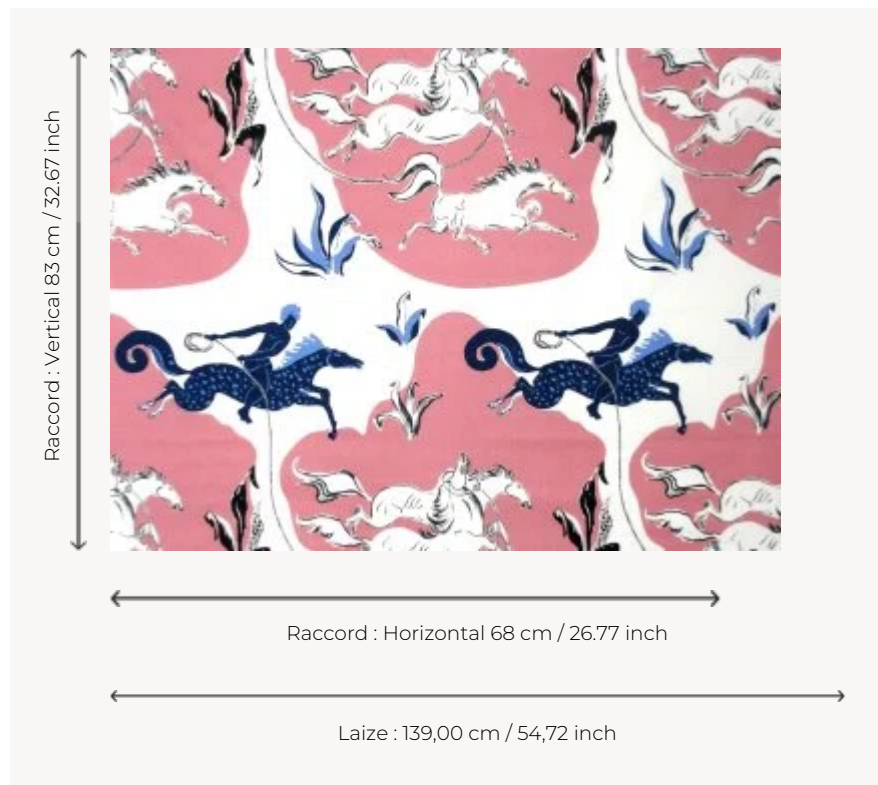 Raccord : Vertical 83 cm / 32.67 inch
Raccord : Horizontal 68 cm / 26.77 inch
Laize : 139,00 cm / 54,72 inch